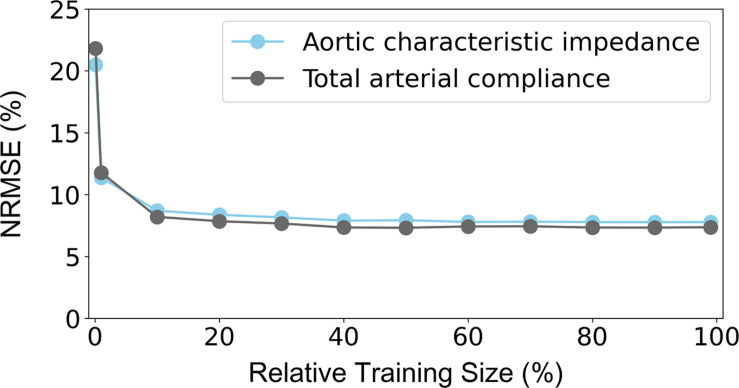 NRMSE (%)
25
20
15
10
5
0
Aortic characteristic impedance
Total arterial compliance
0 20 40 60 80 100
Relative Training Size (%)